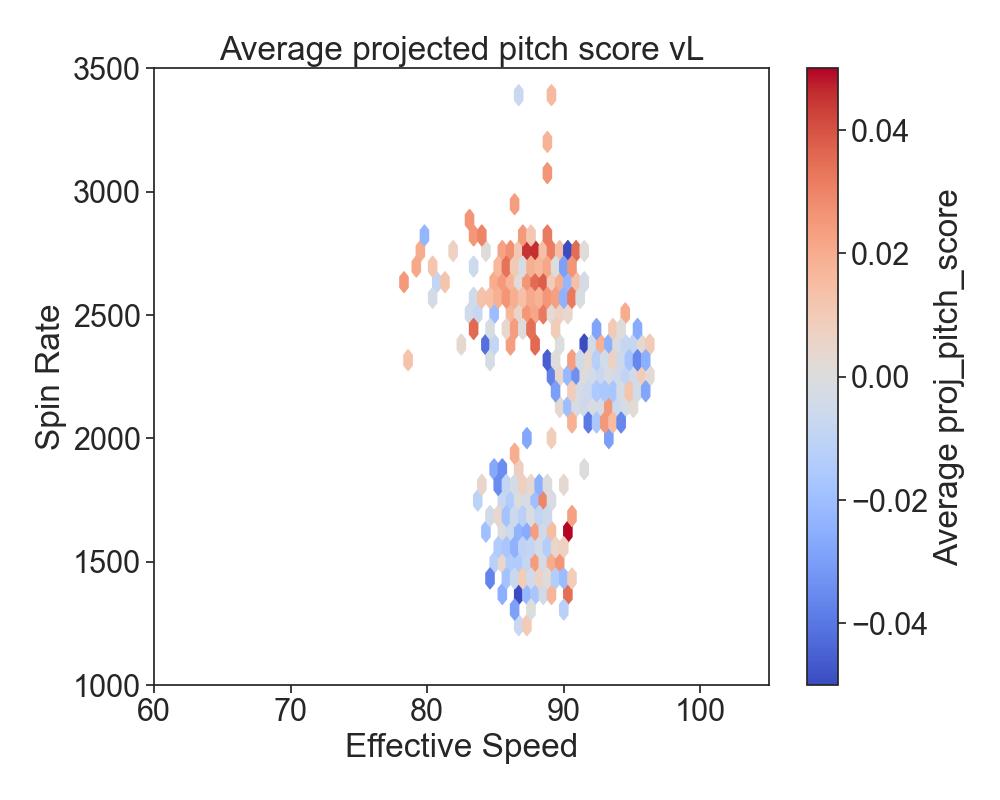 Average projected pitch score vL
3500
3000
2500
2000
1500
1000
Spin Rate
60 70 80 90 100
Effective Speed
0.04
0.02
0.00
−0.02
−0.04
Average proj_pitch_score